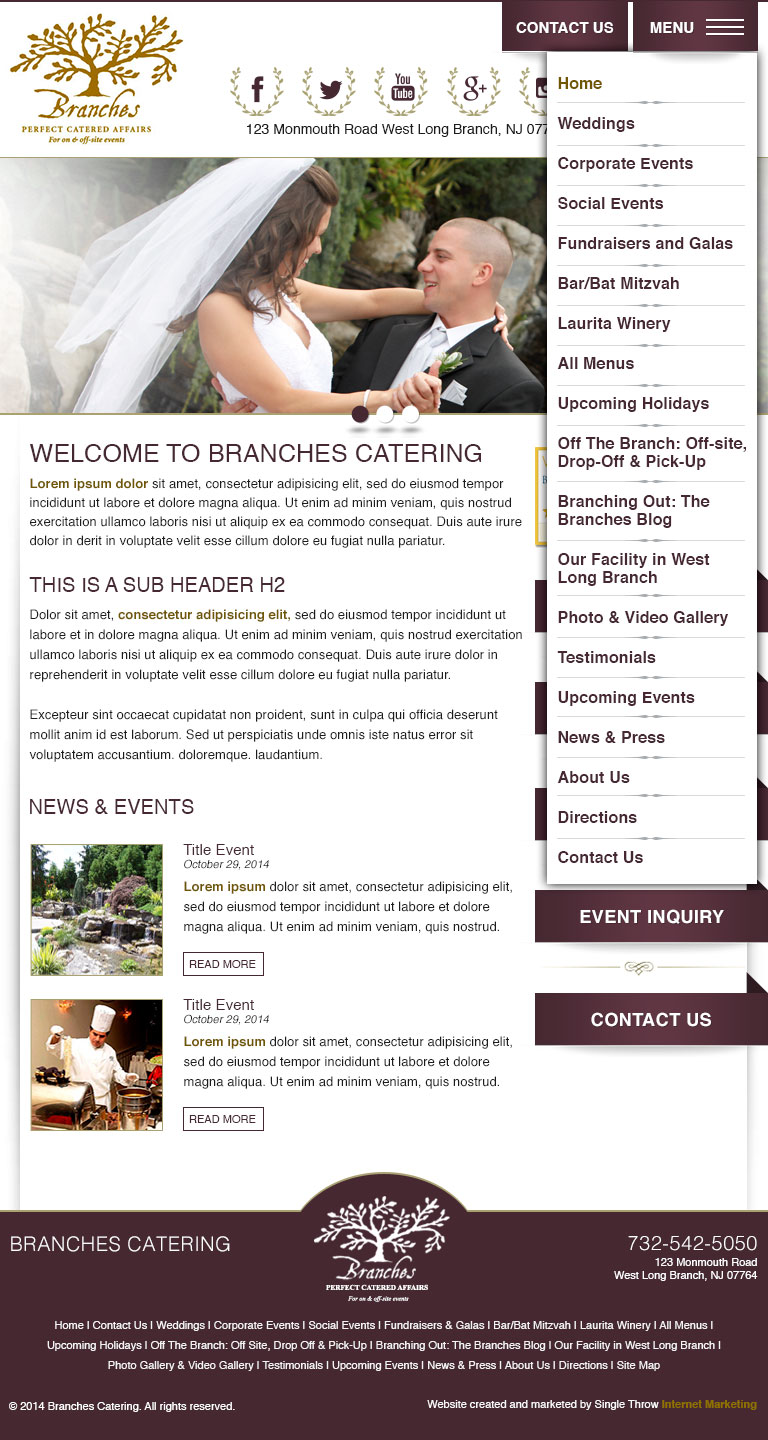 CONTACT US
MENU
Branches
PERFECT CATERED AFFAIRS
For on & off-site events
f
You
Tube
g+
123 Monmouth Road West Long Branch, NJ 077
Home
Weddings
Corporate Events
Social Events
Fundraisers and Galas
Bar/Bat Mitzvah
Laurita Winery
All Menus
Upcoming Holidays
Off The Branch: Off-site,
Drop-Off & Pick-Up
Branching Out: The
Branches Blog
Our Facility in West
Long Branch
Photo & Video Gallery
Testimonials
Upcoming Events
News & Press
About Us
Directions
Contact Us
WELCOME TO BRANCHES CATERING
Lorem ipsum dolor sit amet, consectetur adipisicing elit, sed do eiusmod tempor
incididunt ut labore et dolore magna aliqua. Ut enim ad minim veniam, quis nostrud
exercitation ullamco laboris nisi ut aliquip ex ea commodo consequat. Duis aute irure
dolor in derit in voluptate velit esse cillum dolore eu fugiat nulla pariatur.
THIS IS A SUB HEADER H2
Dolor sit amet, consectetur adipisicing elit, sed do eiusmod tempor incididunt ut
labore et in dolore magna aliqua. Ut enim ad minim veniam, quis nostrud exercitation
ullamco laboris nisi ut aliquip ex ea commodo consequat. Duis aute irure dolor in
reprehenderit in voluptate velit esse cillum dolore eu fugiat nulla pariatur.
Excepteur sint occaecat cupidatat non proident, sunt in culpa qui officia deserunt
mollit anim id est laborum. Sed ut perspiciatis unde omnis iste natus error sit
voluptatem accusantium. doloremque. laudantium.
NEWS & EVENTS
Title Event
October 29, 2014
Lorem ipsum dolor sit amet, consectetur adipisicing elit,
sed do eiusmod tempor incididunt ut labore et dolore
magna aliqua. Ut enim ad minim veniam, quis nostrud.
READ MORE
Title Event
October 29, 2014
Lorem ipsum dolor sit amet, consectetur adipisicing elit,
sed do eiusmod tempor incididunt ut labore et dolore
magna aliqua. Ut enim ad minim veniam, quis nostrud.
READ MORE
EVENT INQUIRY
CONTACT US
BRANCHES CATERING
Branches
PERFECT CATERED AFFAIRS
For on & off-site events
732-542-5050
123 Monmouth Road
West Long Branch, NJ 07764
Home I Contact Us I Weddings I Corporate Events I Social Events I Fundraisers & Galas I Bar/Bat Mitzvah I Laurita Winery I All Menus I
Upcoming Holidays I Off The Branch: Off Site, Drop Off & Pick-Up I Branching Out: The Branches Blog I Our Facility in West Long Branch I
Photo Gallery & Video Gallery I Testimonials I Upcoming Events I News & Press I About Us I Directions I Site Map
© 2014 Branches Catering. All rights reserved.
Website created and marketed by Single Throw Internet Marketing